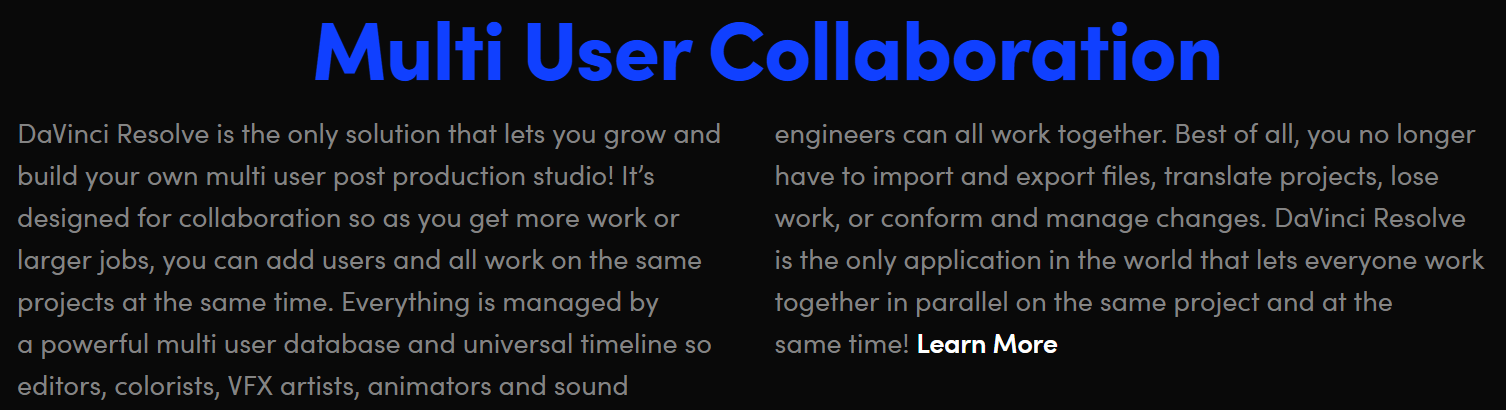 Multi User Collaboration
DaVinci Resolve is the only solution that lets you grow and
build your own multi user post production studio! It’s
designed for collaboration so as you get more work or
larger jobs, you can add users and all work on the same
projects at the same time. Everything is managed by
a powerful multi user database and universal timeline so
editors, colorists, VFX artists, animators and sound
engineers can all work together. Best of all, you no longer
have to import and export files, translate projects, lose
work, or conform and manage changes. DaVinci Resolve
is the only application in the world that lets everyone work
together in parallel on the same project and at the
same time! Learn More